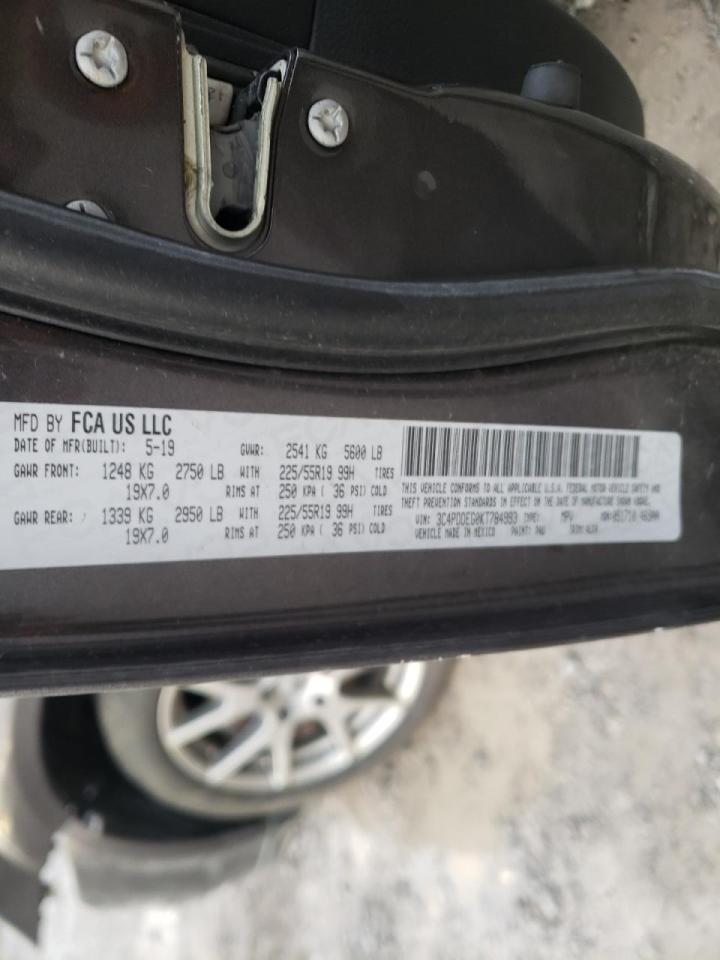 MFD BY FCA US LLC
DATE OF MFR(BUILT): 5-19 GVWR: 2541 KG 5600 LB
GAWR FRONT: 1248 KG 2750 LB WITH 225/55R19 99H TIRES
19X7.0 RIMS AT 250 KPA ( 36 PSI) COLD
GAWR REAR: 1339 KG 2950 LB WITH 225/55R19 99H TIRES
19X7.0 RIMS AT 250 KPA ( 36 PSI) COLD
THIS VEHICLE CONFORMS TO ALL APPLICABLE U.S.A. FEDERAL MOTOR VEHICLE SAFETY AND
THEFT PREVENTION STANDARDS IN EFFECT ON THE DATE OF MANUFACTURE SHOWN ABOVE.
VIN: 3C4PDDEG0KT784993 TYPE: MPV
VEHICLE MADE IN MEXICO PAINT: PAU TRIM: